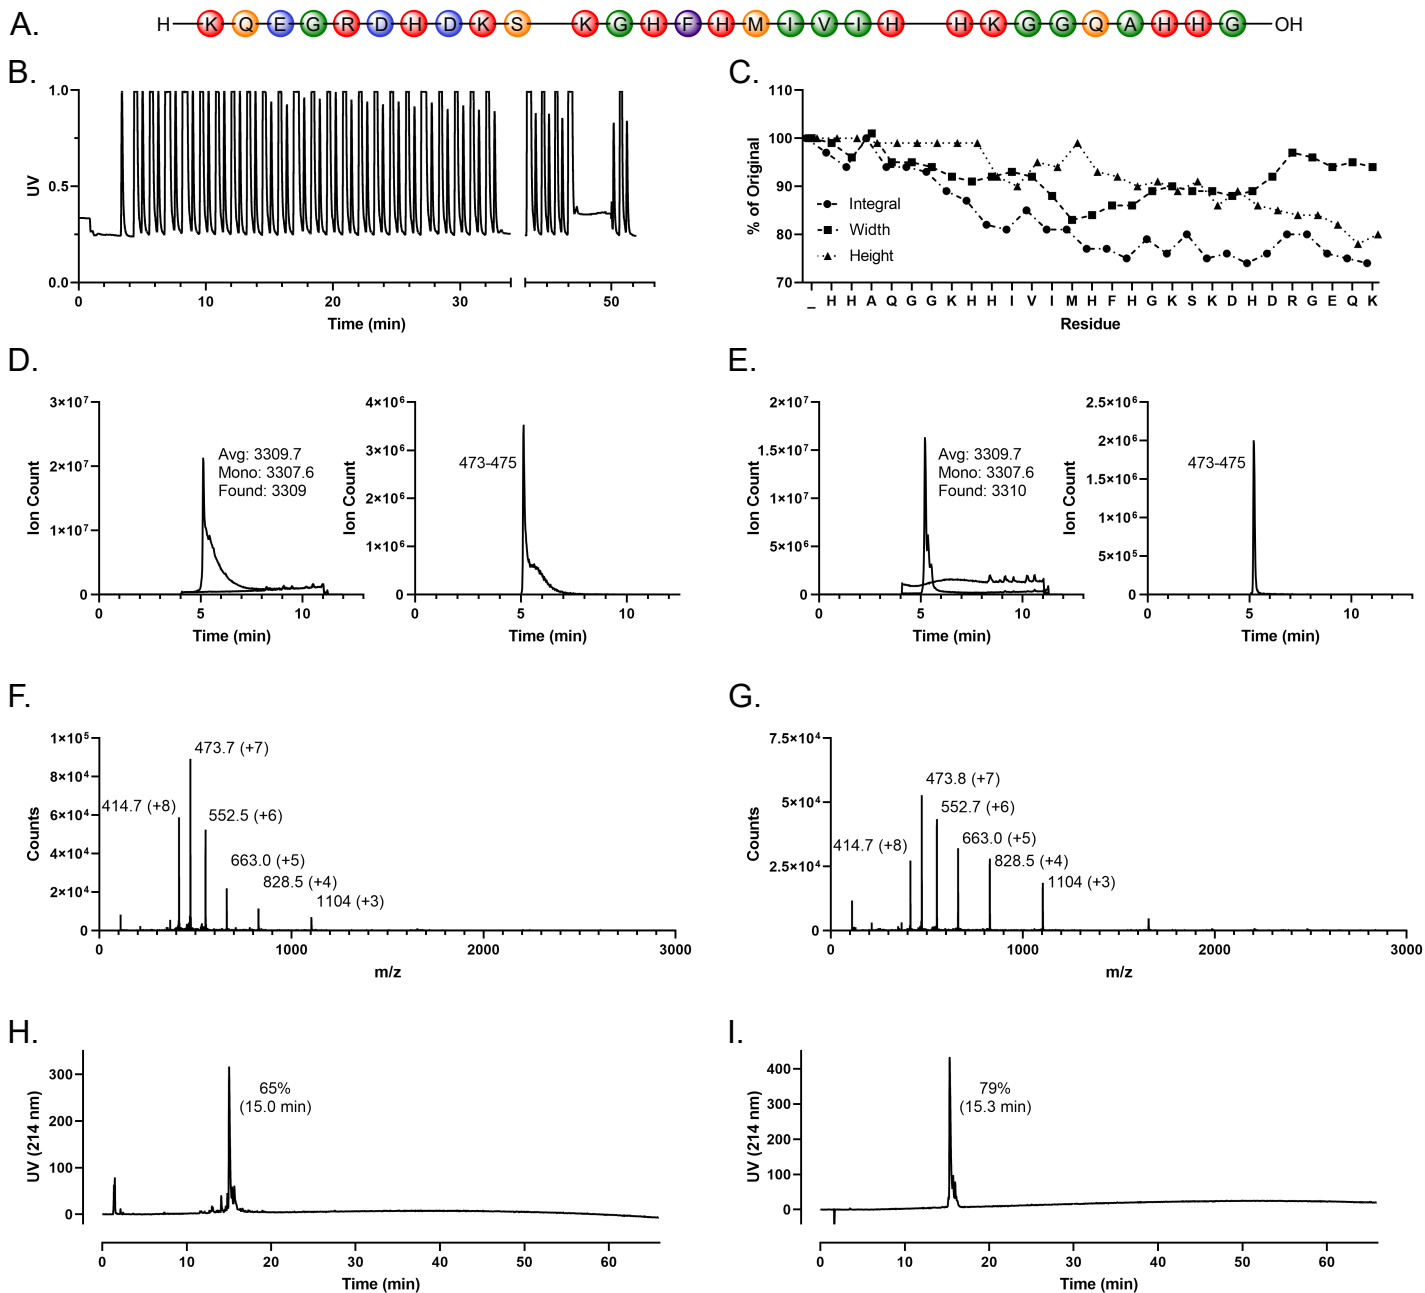 A.
H K Q E G R D H D K S K G H F H M I V I H H K G G Q A H H G OH
B.
1.0
0.5
0.0
UV
0 10 20 30 50
Time (min)
C.
110
100
90
80
70
% of Original
Integral
Width
Height
_ H H A Q G G K H H I V I M H F H G K S K D H D R G E Q K
Residue
D.
3×10⁷
2×10⁷
1×10⁷
0
Ion Count
Avg: 3309.7
Mono: 3307.6
Found: 3309
0 5 10
Time (min)
4×10⁶
3×10⁶
2×10⁶
1×10⁶
0
Ion Count
473-475
0 5 10
Time (min)
E.
2×10⁷
1.5×10⁷
1×10⁷
5×10⁶
0
Ion Count
Avg: 3309.7
Mono: 3307.6
Found: 3310
0 5 10
Time (min)
2.5×10⁶
2×10⁶
1.5×10⁶
1×10⁶
5×10⁵
0
Ion Count
473-475
0 5 10
Time (min)
F.
1×10⁵
8×10⁴
6×10⁴
4×10⁴
2×10⁴
0
Counts
473.7 (+7)
414.7 (+8)
552.5 (+6)
663.0 (+5)
828.5 (+4)
1104 (+3)
0 1000 2000 3000
m/z
G.
7.5×10⁴
5×10⁴
2.5×10⁴
0
Counts
473.8 (+7)
552.7 (+6)
414.7 (+8)
663.0 (+5)
828.5 (+4)
1104 (+3)
0 1000 2000 3000
m/z
H.
300
200
100
0
UV (214 nm)
65%
(15.0 min)
0 10 20 30 40 50 60
Time (min)
I.
400
300
200
100
0
UV (214 nm)
79%
(15.3 min)
0 10 20 30 40 50 60
Time (min)